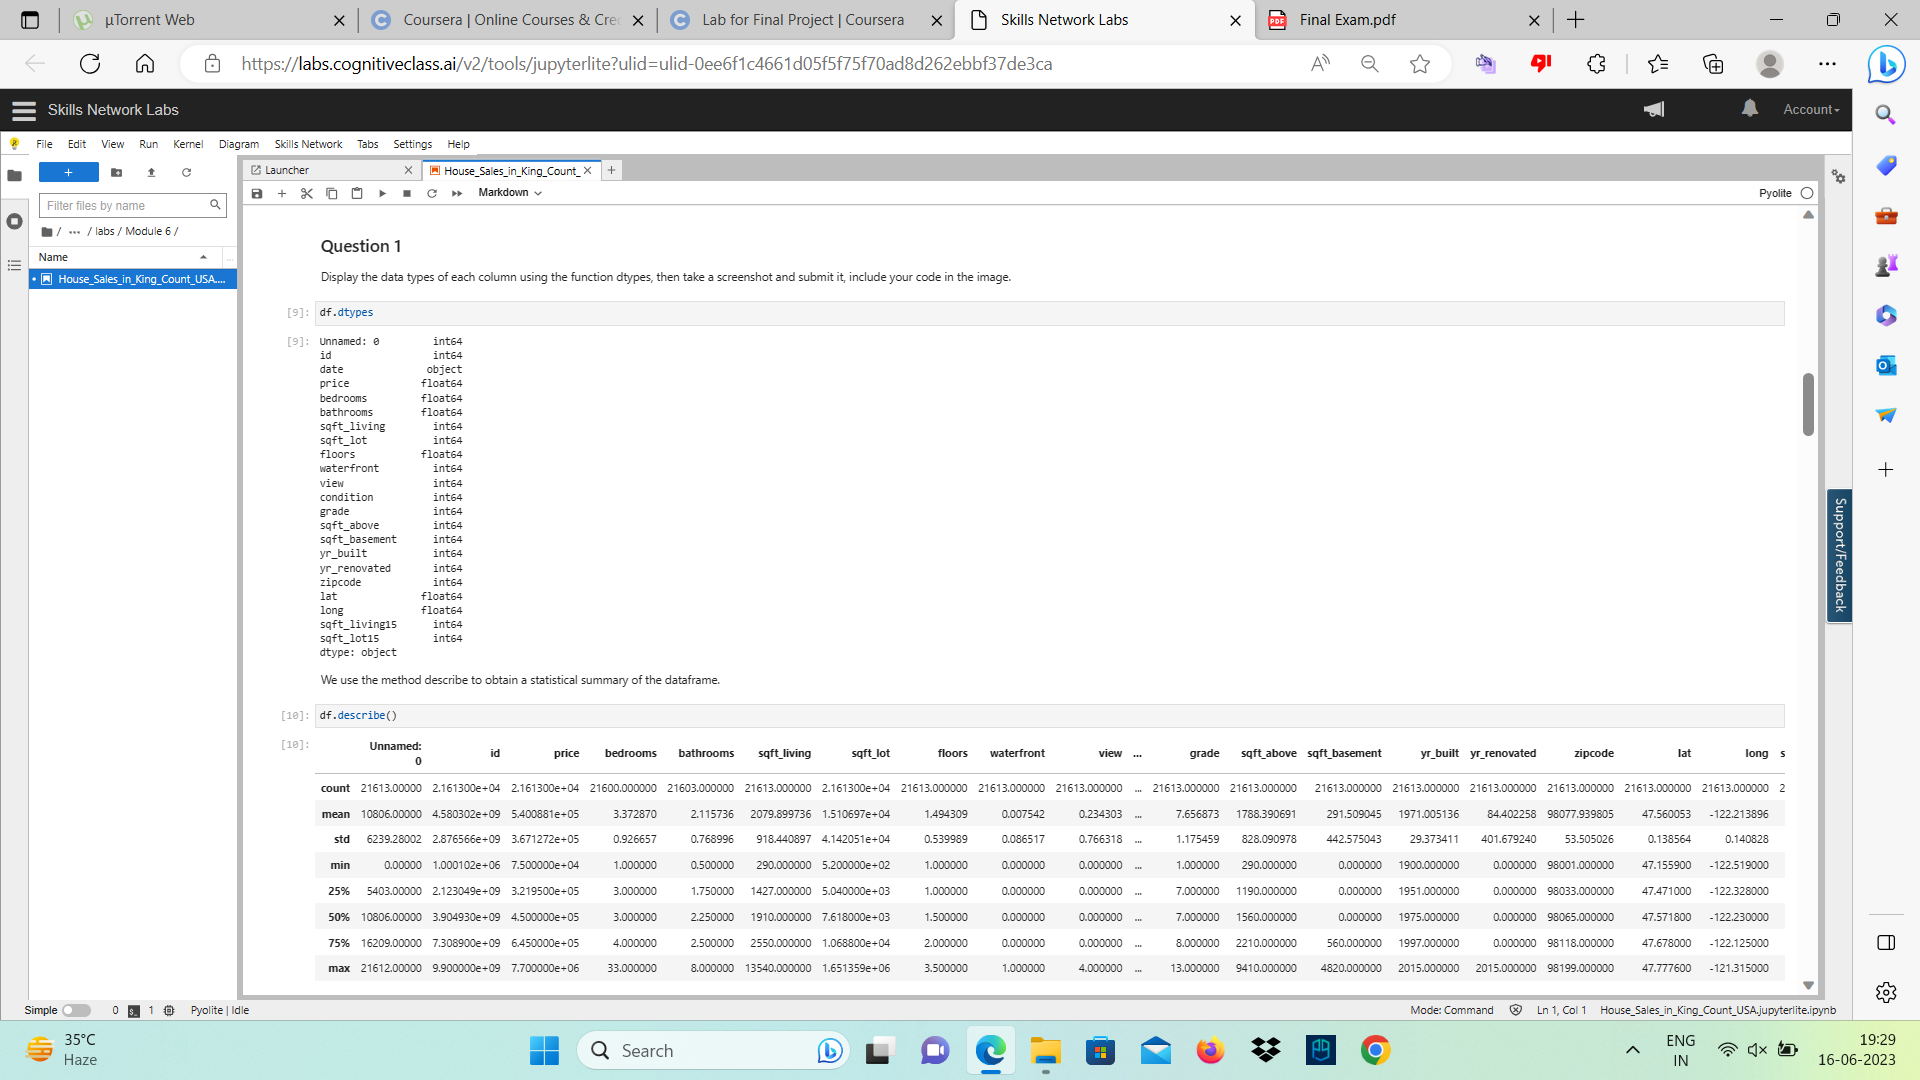 µTorrent Web
Coursera | Online Courses & Cre
Lab for Final Project | Coursera
Skills Network Labs
Final Exam.pdf
https://labs.cognitiveclass.ai/v2/tools/jupyterlite?ulid=ulid-0ee6f1c4661d05f5f75f70ad8d262ebbf37de3ca
Skills Network Labs
Account
File Edit View Run Kernel Diagram Skills Network Tabs Settings Help
Launcher
House_Sales_in_King_Count_
Markdown
Pyolite
Filter files by name
/ ... / labs / Module 6 /
Name
House_Sales_in_King_Count_USA....
Question 1
Display the data types of each column using the function dtypes, then take a screenshot and submit it, include your code in the image.
[9]: df.dtypes
[9]: Unnamed: 0 int64
id int64
date object
price float64
bedrooms float64
bathrooms float64
sqft_living int64
sqft_lot int64
floors float64
waterfront int64
view int64
condition int64
grade int64
sqft_above int64
sqft_basement int64
yr_built int64
yr_renovated int64
zipcode int64
lat float64
long float64
sqft_living15 int64
sqft_lot15 int64
dtype: object
We use the method describe to obtain a statistical summary of the dataframe.
[10]: df.describe()
[10]: Unnamed: 0 id price bedrooms bathrooms sqft_living sqft_lot floors waterfront view ... grade sqft_above sqft_basement yr_built yr_renovated zipcode lat long s
count 21613.00000 2.161300e+04 2.161300e+04 21600.000000 21603.000000 21613.000000 2.161300e+04 21613.000000 21613.000000 21613.000000 ... 21613.000000 21613.000000 21613.000000 21613.000000 21613.000000 21613.000000 21613.000000 21613.000000 2
mean 10806.00000 4.580302e+09 5.400881e+05 3.372870 2.115736 2079.899736 1.510697e+04 1.494309 0.007542 0.234303 ... 7.656873 1788.390691 291.509045 1971.005136 84.402258 98077.939805 47.560053 -122.213896
std 6239.28002 2.876566e+09 3.671272e+05 0.926657 0.768996 918.440897 4.142051e+04 0.539989 0.086517 0.766318 ... 1.175459 828.090978 442.575043 29.373411 401.679240 53.505026 0.138564 0.140828
min 0.00000 1.000102e+06 7.500000e+04 1.000000 0.500000 290.000000 5.200000e+02 1.000000 0.000000 0.000000 ... 1.000000 290.000000 0.000000 1900.000000 0.000000 98001.000000 47.155900 -122.519000
25% 5403.00000 2.123049e+09 3.219500e+05 3.000000 1.750000 1427.000000 5.040000e+03 1.000000 0.000000 0.000000 ... 7.000000 1190.000000 0.000000 1951.000000 0.000000 98033.000000 47.471000 -122.328000
50% 10806.00000 3.904930e+09 4.500000e+05 3.000000 2.250000 1910.000000 7.618000e+03 1.500000 0.000000 0.000000 ... 7.000000 1560.000000 0.000000 1975.000000 0.000000 98065.000000 47.571800 -122.230000
75% 16209.00000 7.308900e+09 6.450000e+05 4.000000 2.500000 2550.000000 1.068800e+04 2.000000 0.000000 0.000000 ... 8.000000 2210.000000 560.000000 1997.000000 0.000000 98118.000000 47.678000 -122.125000
max 21612.00000 9.900000e+09 7.700000e+06 33.000000 8.000000 13540.000000 1.651359e+06 3.500000 1.000000 4.000000 ... 13.000000 9410.000000 4820.000000 2015.000000 2015.000000 98199.000000 47.777600 -121.315000
Support/Feedback
Simple 0 1 Pyolite | Idle
Mode: Command Ln 1, Col 1 House_Sales_in_King_Count_USA.jupyterlite.ipynb
35°C
Haze
Search
ENG
IN
19:29
16-06-2023